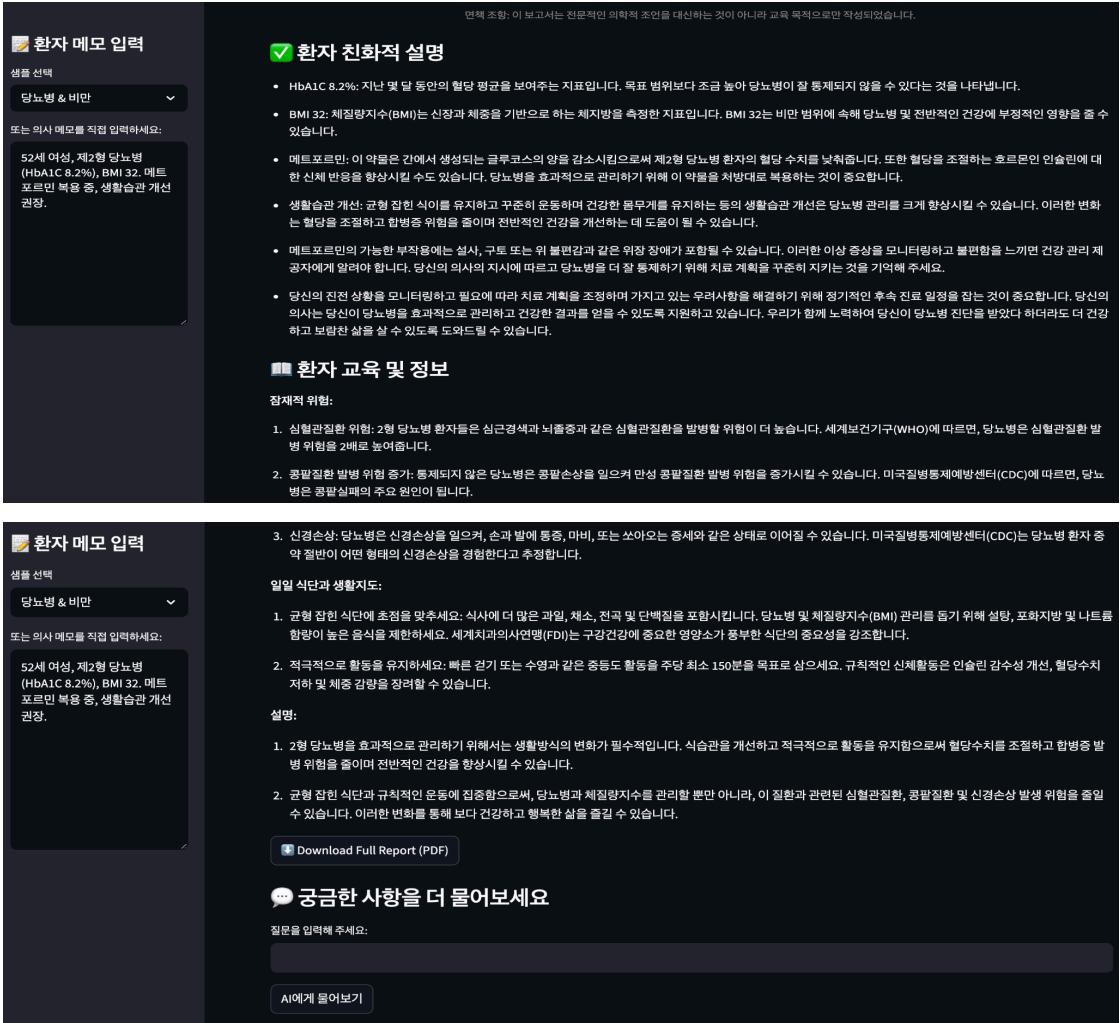 면책 조항: 이 보고서는 전문적인 의학적 조언을 대신하는 것이 아니라 교육 목적으로만 작성되었습니다.
환자 메모 입력
샘플 선택
당뇨병 & 비만
또는 의사 메모를 직접 입력하세요:
52세 여성, 제2형 당뇨병
(HbA1C 8.2%), BMI 32. 메트
포르민 복용 중, 생활습관 개선
권장.
환자 친화적 설명
• HbA1C 8.2%: 지난 몇 달 동안의 혈당 평균을 보여주는 지표입니다. 목표 범위보다 조금 높아 당뇨병이 잘 통제되지 않을 수 있다는 것을 나타냅니다.
• BMI 32: 체질량지수(BMI)는 신장과 체중을 기반으로 하는 체지방을 측정한 지표입니다. BMI 32는 비만 범위에 속해 당뇨병 및 전반적인 건강에 부정적인 영향을 줄 수
있습니다.
• 메트포르민: 이 약물은 간에서 생성되는 글루코스의 양을 감소시킴으로써 제2형 당뇨병 환자의 혈당 수치를 낮춰줍니다. 또한 혈당을 조절하는 호르몬인 인슐린에 대
한 신체 반응을 향상시킬 수도 있습니다. 당뇨병을 효과적으로 관리하기 위해 이 약물을 처방대로 복용하는 것이 중요합니다.
• 생활습관 개선: 균형 잡힌 식이를 유지하고 꾸준히 운동하며 건강한 몸무게를 유지하는 등의 생활습관 개선은 당뇨병 관리를 크게 향상시킬 수 있습니다. 이러한 변화
는 혈당을 조절하고 합병증 위험을 줄이며 전반적인 건강을 개선하는 데 도움이 될 수 있습니다.
• 메트포르민의 가능한 부작용에는 설사, 구토 또는 위 불편감과 같은 위장 장애가 포함될 수 있습니다. 이러한 이상 증상을 모니터링하고 불편함을 느끼면 건강 관리 제
공자에게 알려야 합니다. 당신의 의사의 지시에 따르고 당뇨병을 더 잘 통제하기 위해 치료 계획을 꾸준히 지키는 것을 기억해 주세요.
• 당신의 진전 상황을 모니터링하고 필요에 따라 치료 계획을 조정하며 가지고 있는 우려사항을 해결하기 위해 정기적인 후속 진료 일정을 잡는 것이 중요합니다. 당신의
의사는 당신이 당뇨병을 효과적으로 관리하고 건강한 결과를 얻을 수 있도록 지원하고 있습니다. 우리가 함께 노력하여 당신이 당뇨병 진단을 받았다 하더라도 더 건강
하고 보람찬 삶을 살 수 있도록 도와드릴 수 있습니다.
환자 교육 및 정보
잠재적 위험:
1. 심혈관질환 위험: 2형 당뇨병 환자들은 심근경색과 뇌졸중과 같은 심혈관질환을 발병할 위험이 더 높습니다. 세계보건기구(WHO)에 따르면, 당뇨병은 심혈관질환 발
병 위험을 2배로 높여줍니다.
2. 콩팥질환 발병 위험 증가: 통제되지 않은 당뇨병은 콩팥손상을 일으켜 만성 콩팥질환 발병 위험을 증가시킬 수 있습니다. 미국질병통제예방센터(CDC)에 따르면, 당뇨
병은 콩팥실패의 주요 원인이 됩니다.
환자 메모 입력
샘플 선택
당뇨병 & 비만
또는 의사 메모를 직접 입력하세요:
52세 여성, 제2형 당뇨병
(HbA1C 8.2%), BMI 32. 메트
포르민 복용 중, 생활습관 개선
권장.
3. 신경손상: 당뇨병은 신경손상을 일으켜, 손과 발에 통증, 마비, 또는 쏘아오는 증세와 같은 상태로 이어질 수 있습니다. 미국질병통제예방센터(CDC)는 당뇨병 환자 중
약 절반이 어떤 형태의 신경손상을 경험한다고 추정합니다.
일일 식단과 생활지도:
1. 균형 잡힌 식단에 초점을 맞추세요: 식사에 더 많은 과일, 채소, 전곡 및 단백질을 포함시킵니다. 당뇨병 및 체질량지수(BMI) 관리를 돕기 위해 설탕, 포화지방 및 나트륨
함량이 높은 음식을 제한하세요. 세계치과의사연맹(FDI)는 구강건강에 중요한 영양소가 풍부한 식단의 중요성을 강조합니다.
2. 적극적으로 활동을 유지하세요: 빠른 걷기 또는 수영과 같은 중등도 활동을 주당 최소 150분을 목표로 삼으세요. 규칙적인 신체활동은 인슐린 감수성 개선, 혈당수치
저하 및 체중 감량을 장려할 수 있습니다.
설명:
1. 2형 당뇨병을 효과적으로 관리하기 위해서는 생활방식의 변화가 필수적입니다. 식습관을 개선하고 적극적으로 활동을 유지함으로써 혈당수치를 조절하고 합병증 발
병 위험을 줄이며 전반적인 건강을 향상시킬 수 있습니다.
2. 균형 잡힌 식단과 규칙적인 운동에 집중함으로써, 당뇨병과 체질량지수를 관리할 뿐만 아니라, 이 질환과 관련된 심혈관질환, 콩팥질환 및 신경손상 발생 위험을 줄일
수 있습니다. 이러한 변화를 통해 보다 건강하고 행복한 삶을 즐길 수 있습니다.
Download Full Report (PDF)
궁금한 사항을 더 물어보세요
질문을 입력해 주세요:
AI에게 물어보기